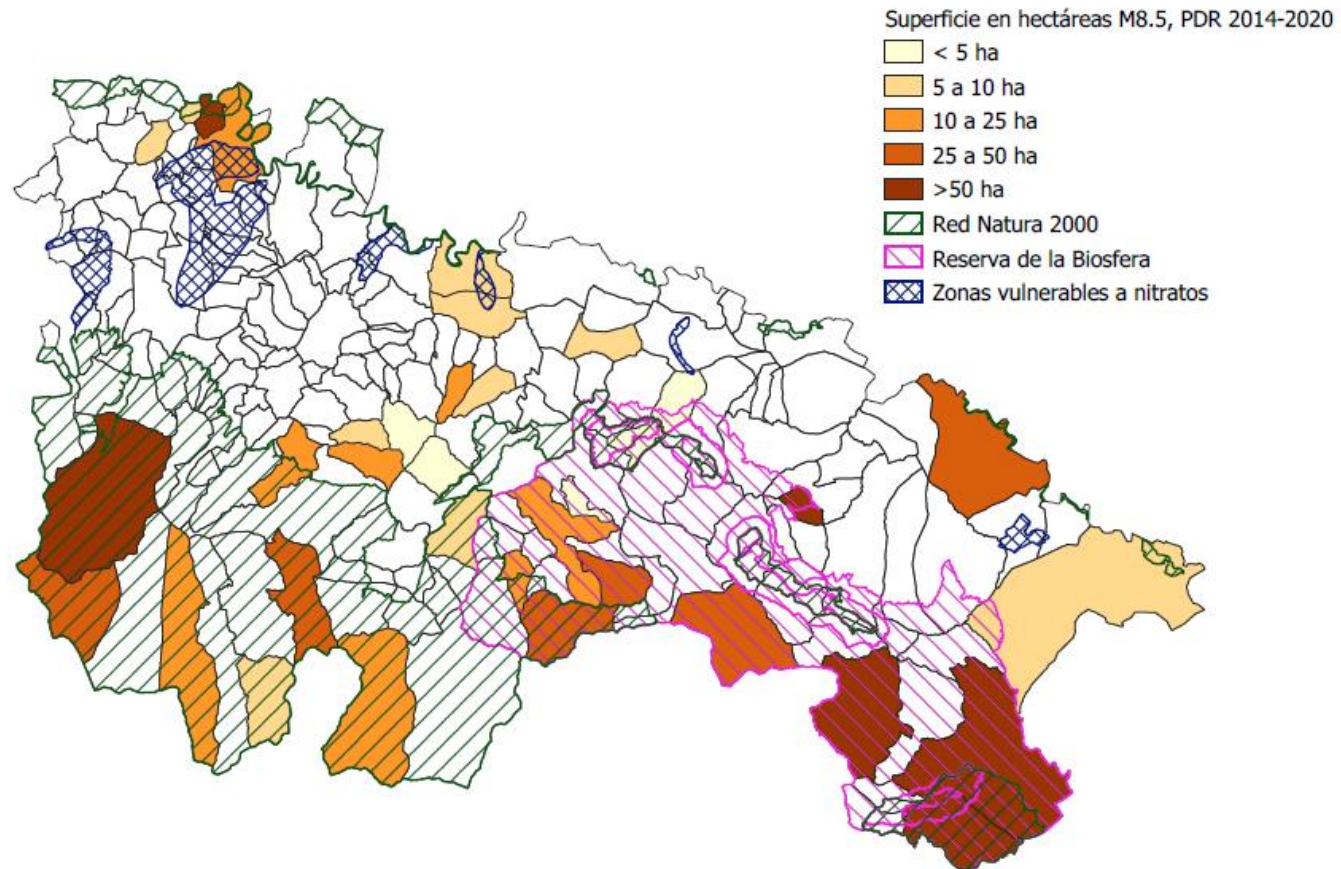 Superficie en hectáreas M8.5, PDR 2014-2020
< 5 ha
5 a 10 ha
10 a 25 ha
25 a 50 ha
>50 ha
Red Natura 2000
Reserva de la Biosfera
Zonas vulnerables a nitratos